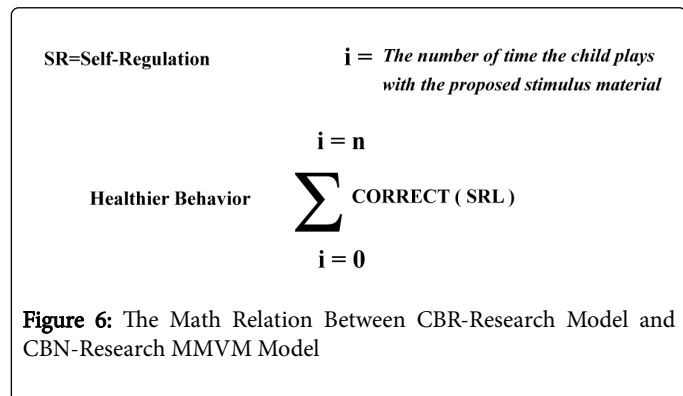 SR=Self-Regulation
i = The number of time the child plays
with the proposed stimulus material
i = n
Healthier Behavior ∑ CORRECT ( SRL )
i = 0
Figure 6: The Math Relation Between CBR-Research Model and
CBN-Research MMVM Model